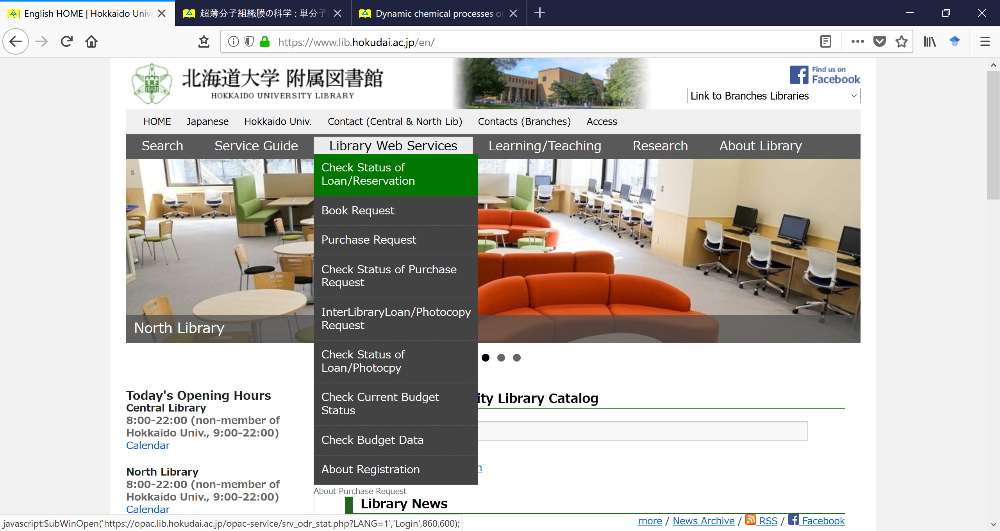 English HOME | Hokkaido Unive
超薄分子組織膜の科学 : 単分子
Dynamic chemical processes or
https://www.lib.hokudai.ac.jp/en/
北海道大学 附属図書館
HOKKAIDO UNIVERSITY LIBRARY
Find us on
Facebook
Link to Branches Libraries
HOME Japanese Hokkaido Univ. Contact (Central & North Lib) Contacts (Branches) Access
Search Service Guide Library Web Services Learning/Teaching Research About Library
Check Status of
Loan/Reservation
Book Request
Purchase Request
Check Status of Purchase
Request
InterLibraryLoan/Photocopy
Request
Check Status of
Loan/Photocpy
Check Current Budget
Status
Check Budget Data
About Registration
About Purchase Request
North Library
Today's Opening Hours
Central Library
8:00-22:00 (non-member of
Hokkaido Univ., 9:00-22:00)
Calendar
North Library
8:00-22:00 (non-member of
Hokkaido Univ., 9:00-22:00)
Calendar
ity Library Catalog
n
Library News
more / News Archive / RSS / Facebook
javascript:SubWinOpen('https://opac.lib.hokudai.ac.jp/opac-service/srv_odr_stat.php?LANG=1','Login',860,600);